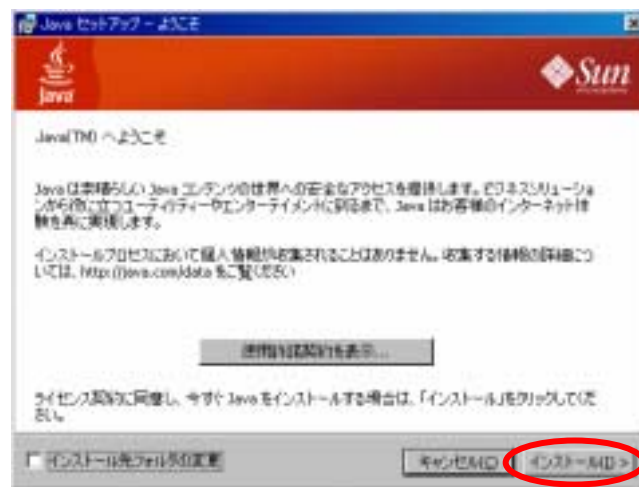 Java セットアップ - ようこそ
Java
Sun
Java(TM) へようこそ
Java は素晴らしい Java コンテンツの世界への安全なアクセスを提供します。ビジネスソリューショ
ンから役に立つユーティリティーやエンターテイメントに到るまで、Java はお客様のインターネット体
験を再に実現します。
インストールプロセスにおいて個人情報が収集されることはありません。収集する情報の詳細につ
いては、http://java.com/data をご覧ください
使用許諾契約を表示...
ライセンス契約に同意し、今すぐ Java をインストールする場合は、「インストール」をクリックしてくだ
さい。
インストール先フォルダの変更
キャンセル(C)
インストール(I) >